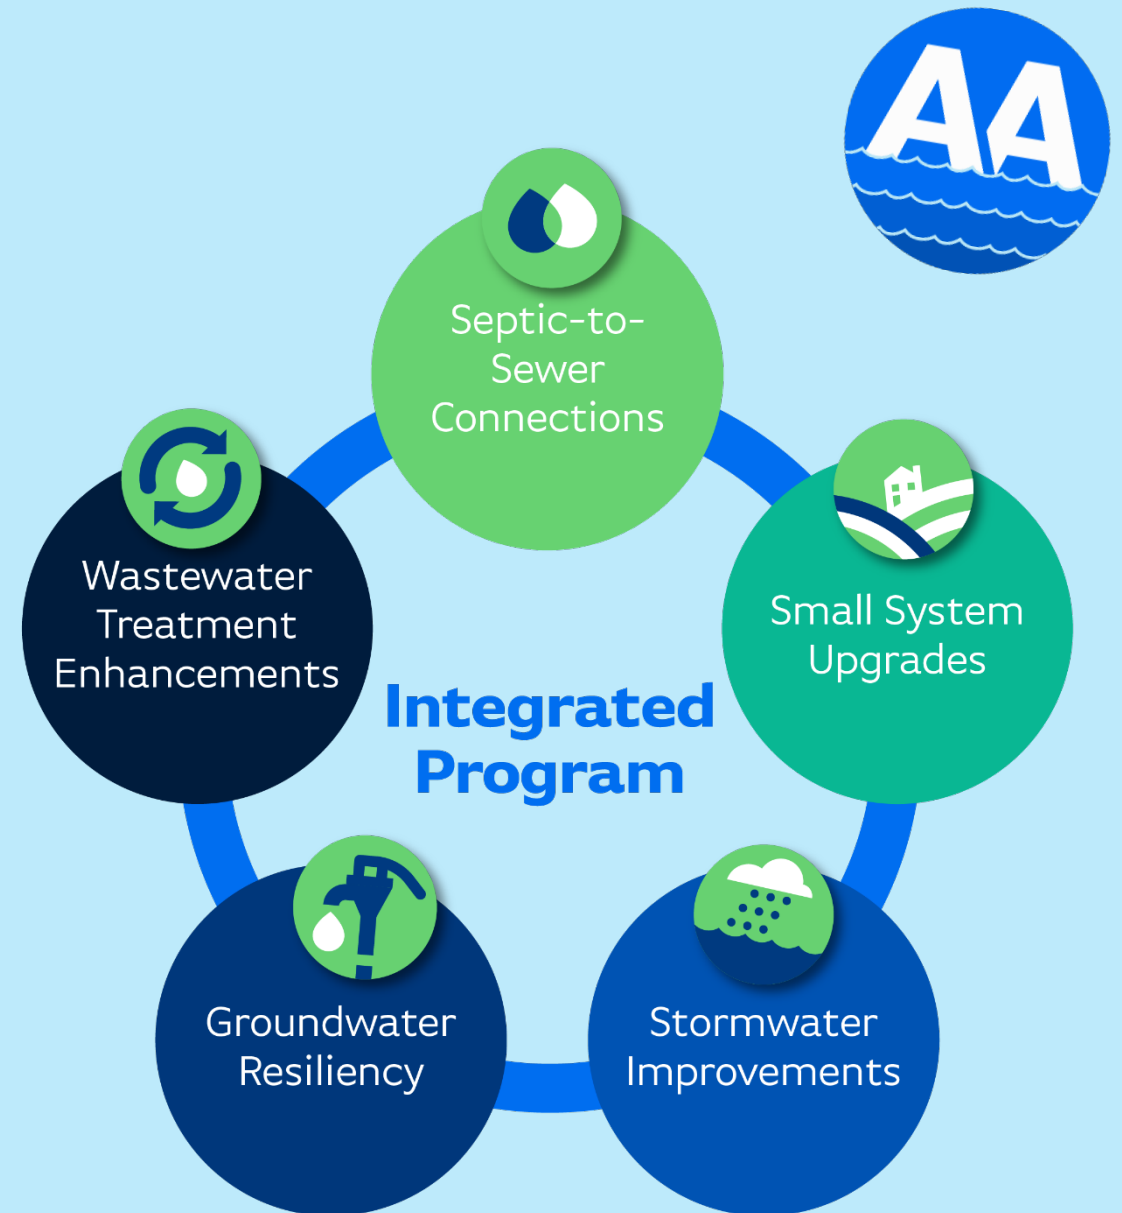 AA
Septic-to-
Sewer
Connections
Wastewater
Treatment
Enhancements
Small System
Upgrades
Integrated
Program
Groundwater
Resiliency
Stormwater
Improvements